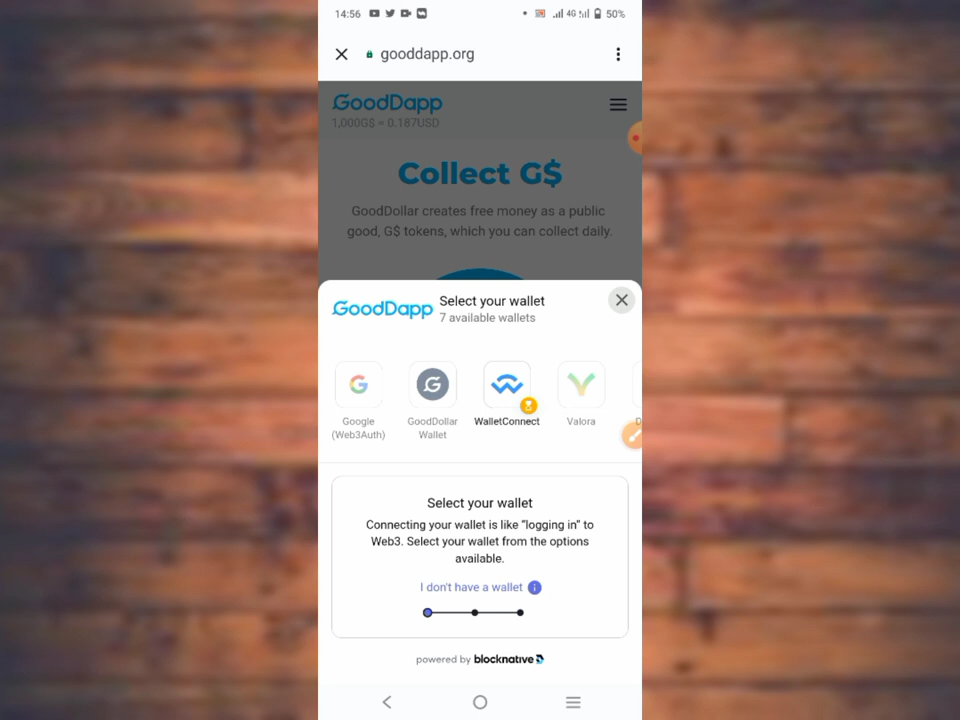 14:56
4G
50%
gooddapp.org
GoodDapp
1,000G$ = 0.187USD
Collect G$
GoodDollar creates free money as a public
good, G$ tokens, which you can collect daily.
GoodDapp
Select your wallet
7 available wallets
Google
(Web3Auth)
GoodDollar
Wallet
WalletConnect
Valora
Select your wallet
Connecting your wallet is like “logging in” to
Web3. Select your wallet from the options
available.
I don't have a wallet
powered by blocknative